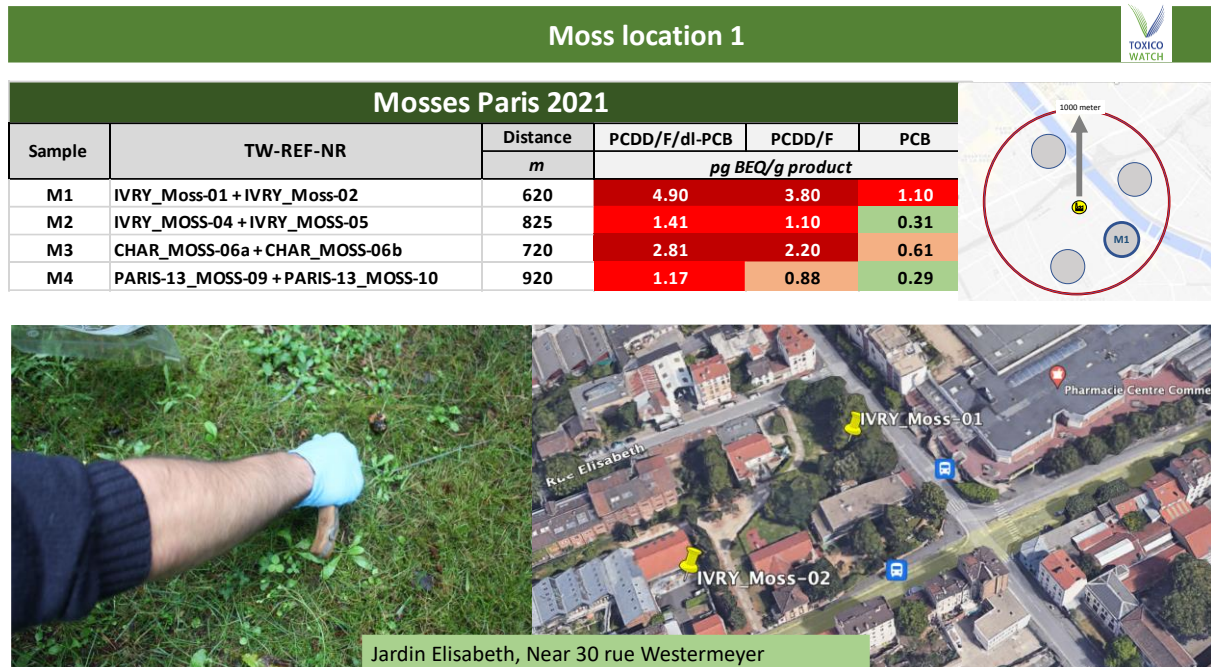 Moss location 1
TOXICO
WATCH
Mosses Paris 2021
Sample TW-REF-NR Distance PCDD/F/dl-PCB PCDD/F PCB
m pg BEQ/g product
M1 IVRY_Moss-01 + IVRY_Moss-02 620 4.90 3.80 1.10
M2 IVRY_MOSS-04 + IVRY_MOSS-05 825 1.41 1.10 0.31
M3 CHAR_MOSS-06a + CHAR_MOSS-06b 720 2.81 2.20 0.61
M4 PARIS-13_MOSS-09 + PARIS-13_MOSS-10 920 1.17 0.88 0.29
1000 meter
M1
IVRY_Moss-01
Pharmacie Centre Comme
Rue Elisabeth
IVRY_Moss-02
Jardin Elisabeth, Near 30 rue Westermeyer